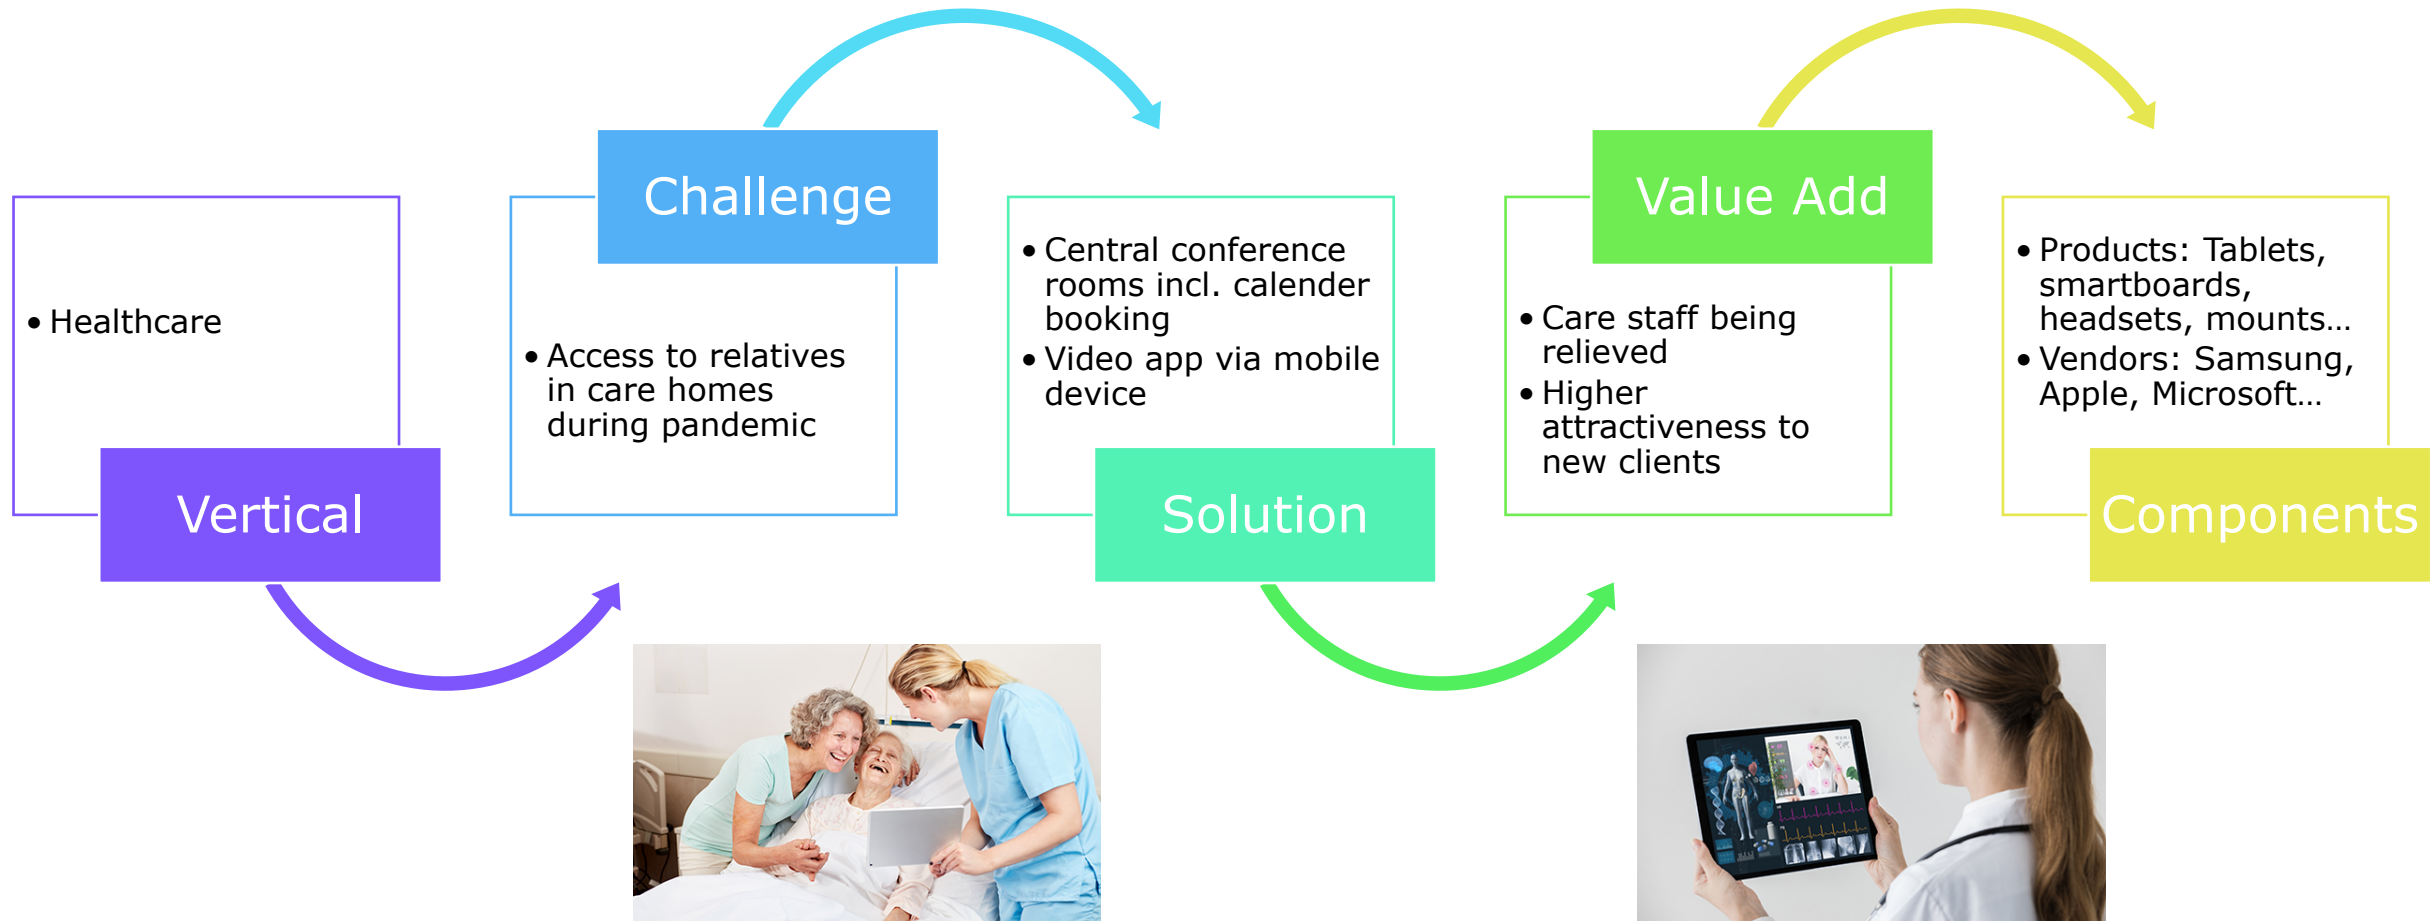 • Healthcare
Vertical
Challenge
• Access to relatives
in care homes
during pandemic
• Central conference
rooms incl. calender
booking
• Video app via mobile
device
Solution
Value Add
• Care staff being
relieved
• Higher
attractiveness to
new clients
• Products: Tablets,
smartboards,
headsets, mounts...
• Vendors: Samsung,
Apple, Microsoft...
Components